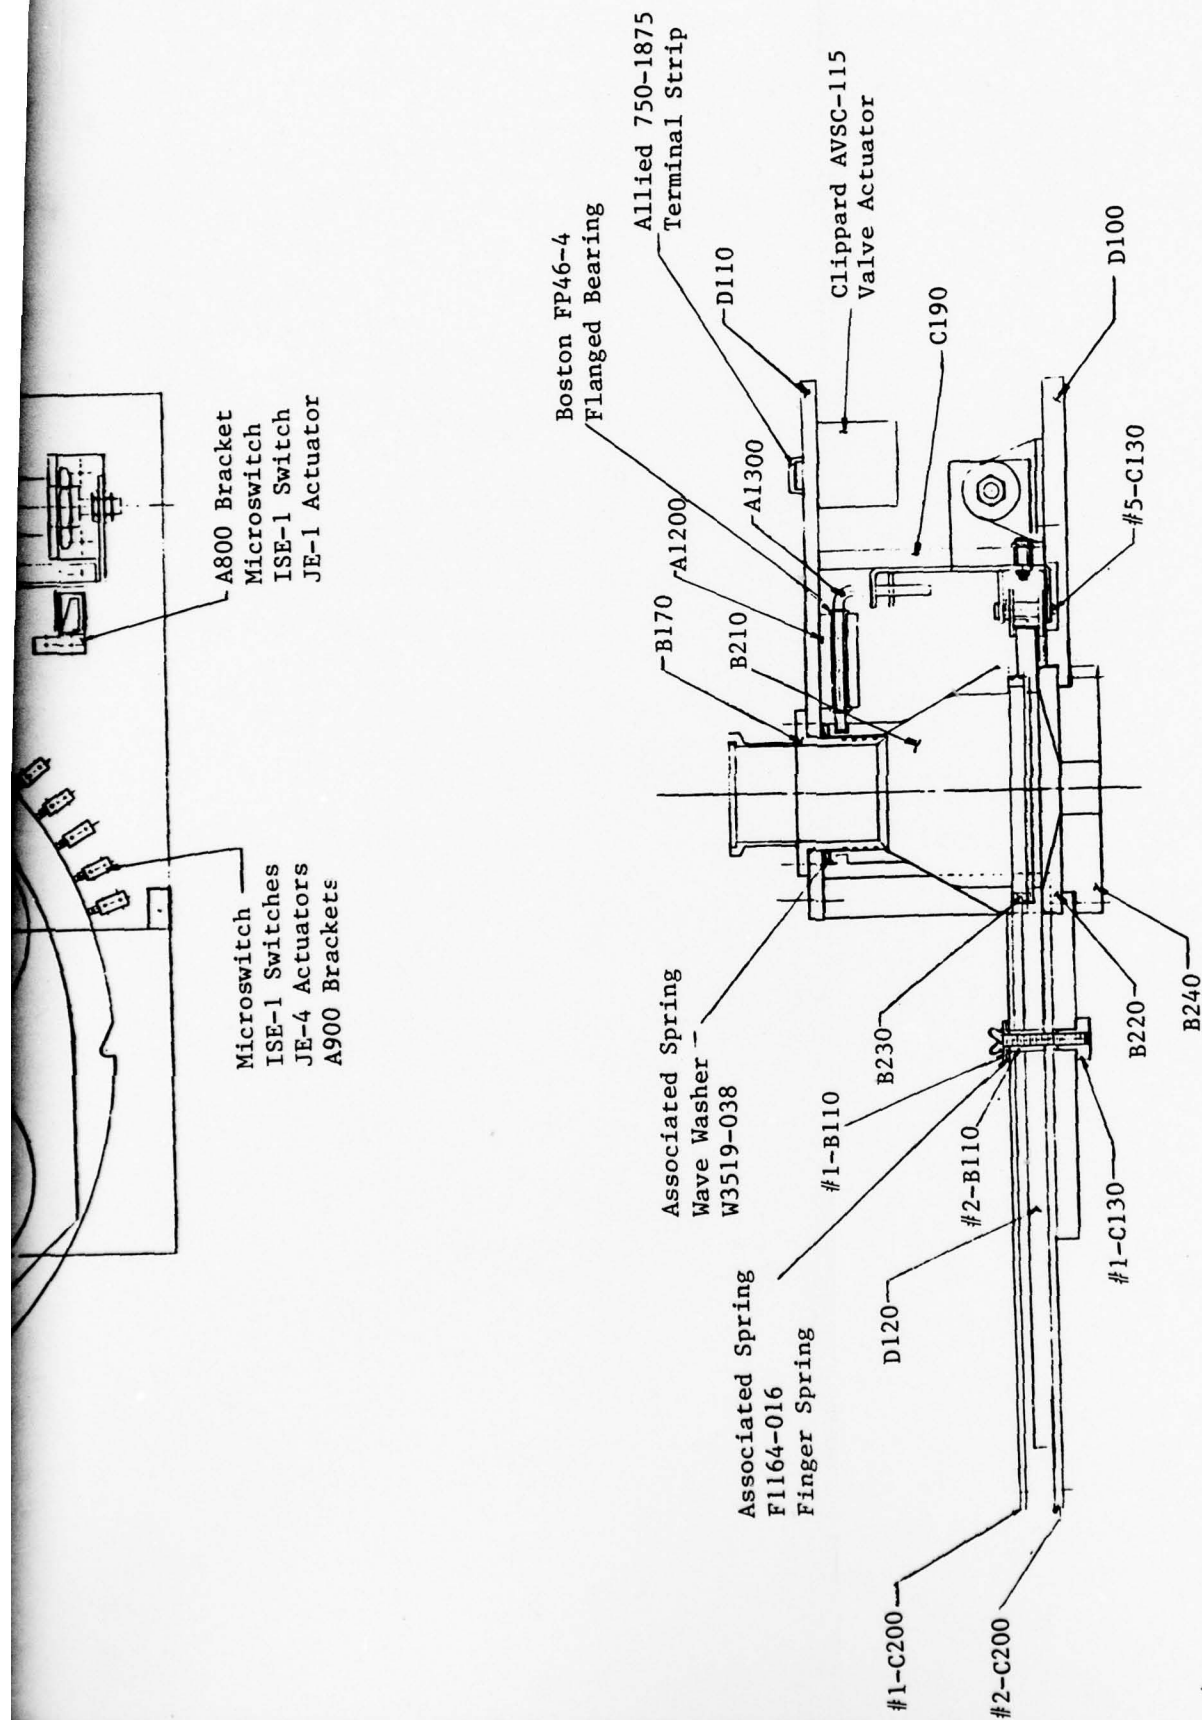 A800 Bracket
Microswitch
ISE-1 Switch
JE-1 Actuator
Microswitch
ISE-1 Switches
JE-4 Actuators
A900 Brackets
Allied 750-1875
Terminal Strip
Boston FP46-4
Flanged Bearing
D110
Clippard AVSC-115
Valve Actuator
A1300
A1200
C190
B170
B210
D100
#5-C130
Associated Spring
Wave Washer
W3519-038
B230
#1-B110
#2-B110
B220
B240
Associated Spring
F1164-016
Finger Spring
D120
#1-C130
#1-C200
#2-C200